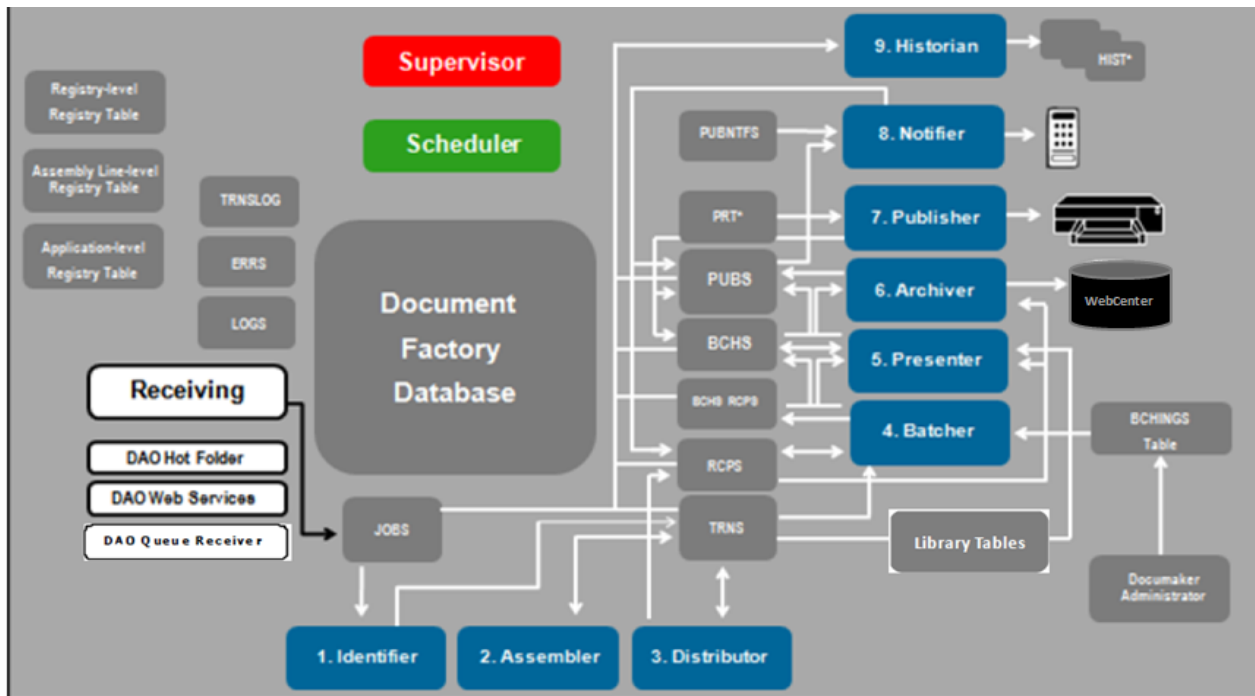 Supervisor
Scheduler
Registry-level
Registry Table
Assembly Line-level
Registry Table
Application-level
Registry Table
TRNSLOG
ERRS
LOGS
Document
Factory
Database
Receiving
DAO Hot Folder
DAO Web Services
DAO Queue Receiver
JOBS
1. Identifier
2. Assembler
3. Distributor
PUBNTFS
PRT*
PUBS
BCHS
BCHS RCPS
RCPS
TRNS
9. Historian
HIST*
8. Notifier
7. Publisher
6. Archiver
WebCenter
5. Presenter
4. Batcher
BCHINGS
Table
Library Tables
Documaker
Administrator